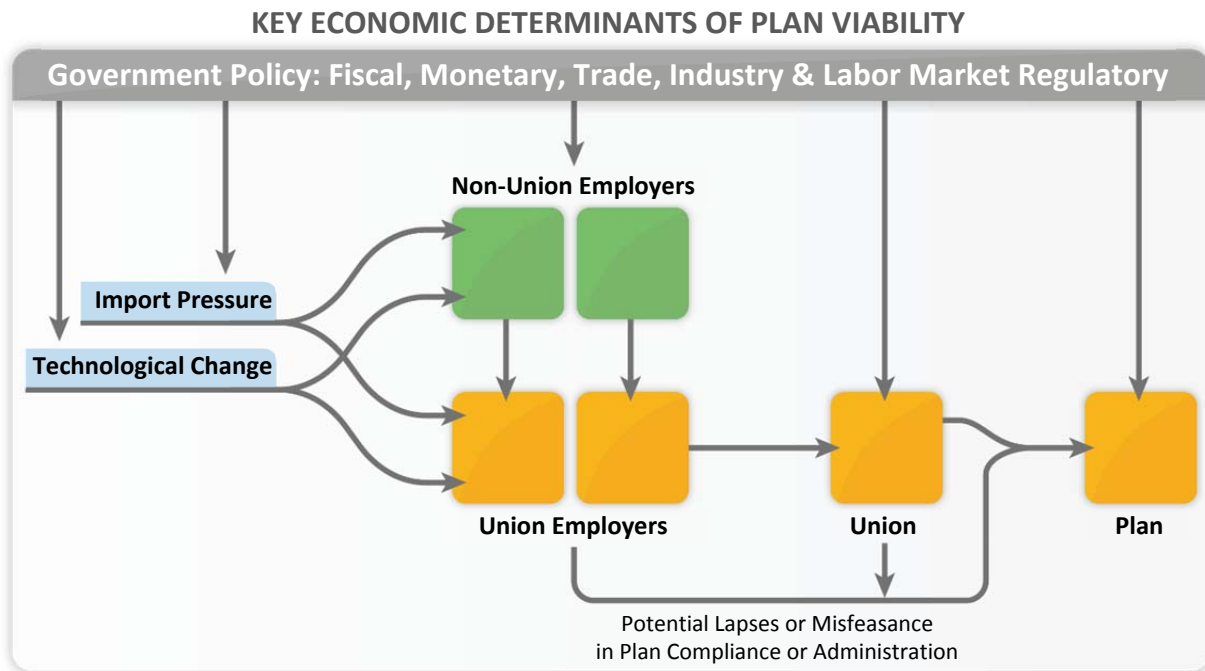 KEY ECONOMIC DETERMINANTS OF PLAN VIABILITY
Government Policy: Fiscal, Monetary, Trade, Industry & Labor Market Regulatory
Non-Union Employers
Import Pressure
Technological Change
Union Employers
Union
Plan
Potential Lapses or Misfeasance
in Plan Compliance or Administration